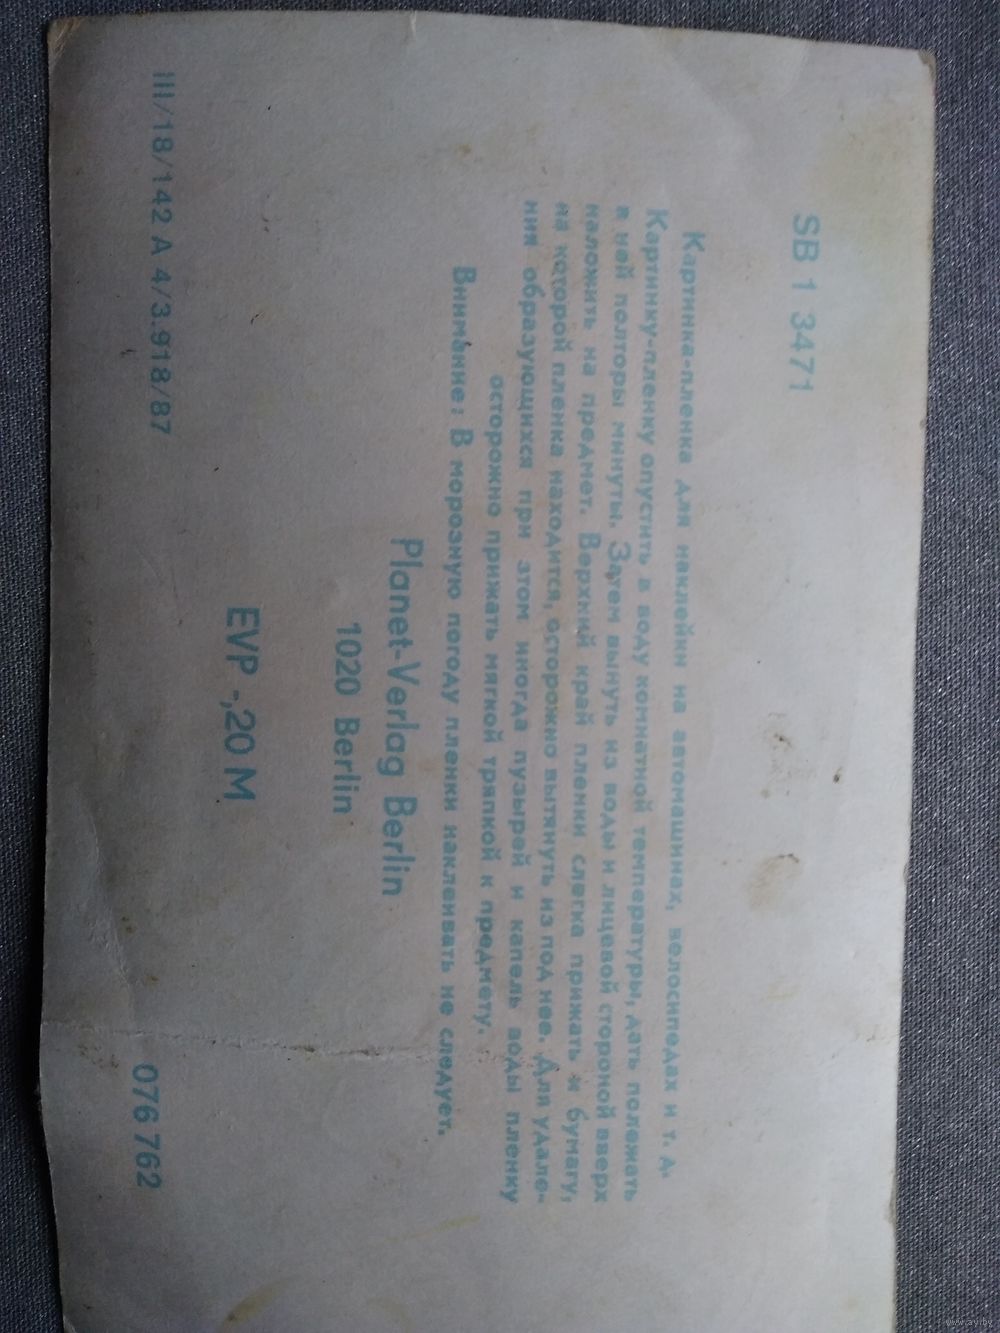 SB 1 3471
Картинка-пленка для наклейки на автомашинах, велосипедах и т. д.
Картинку-пленку опустить в воду комнатной температуры, дать полежать
в ней полторы минуты. Затем вынуть из воды и лицевой стороной вверх
наложить на предмет. Верхний край пленки слегка прижать к бумагу,
на которой пленка находится, осторожно вытянуть из под нее. Для удале-
ния образующихся при этом иногда пузырей и капель воды пленку
осторожно прижать мягкой тряпкой к предмету.
Внимание: В морозную погоду пленки наклеивать не следует.
Planet-Verlag Berlin
1020 Berlin
EVP -,20 M
III/18/142 A 4/3.918/87 076 762
www.ay.by